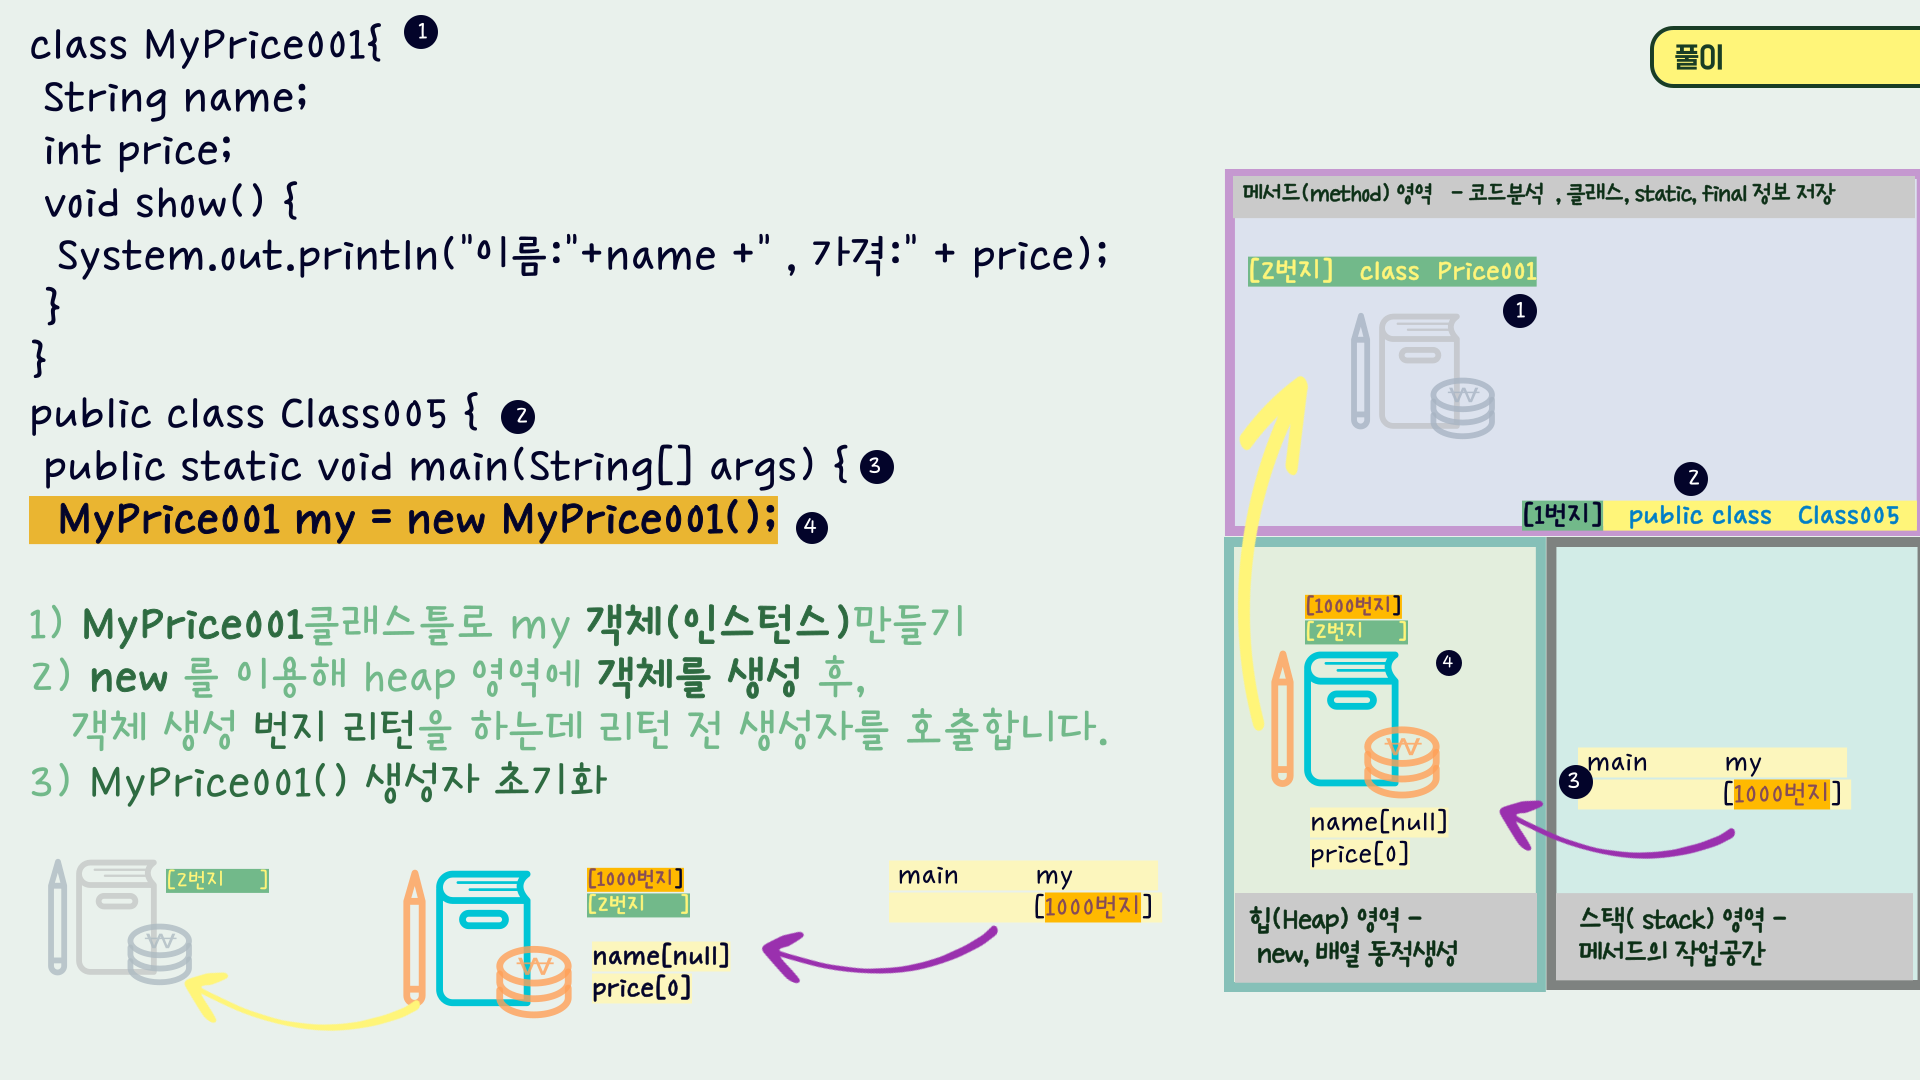 class MyPrice001{ 1
String name;
int price;
void show() {
System.out.println("이름:"+name +" , 가격:" + price);
}
}
public class Class005 { 2
public static void main(String[] args) { 3
MyPrice001 my = new MyPrice001(); 4
1) MyPrice001클래스틀로 my 객체(인스턴스)만들기
2) new 를 이용해 heap 영역에 객체를 생성 후,
객체 생성 번지 리턴을 하는데 리턴 전 생성자를 호출합니다.
3) MyPrice001() 생성자 초기화
[2번지 ]
[1000번지]
[2번지 ]
name[null]
price[0]
main my
[1000번지]
풀이
메서드(method) 영역 - 코드분석 , 클래스, static, final 정보 저장
[2번지] class Price001
1
2
[1번지] public class Class005
[1000번지]
[2번지 ]
4
name[null]
price[0]
힙(Heap) 영역 -
new, 배열 동적생성
main my
3
[1000번지]
스택( stack) 영역 -
메서드의 작업공간